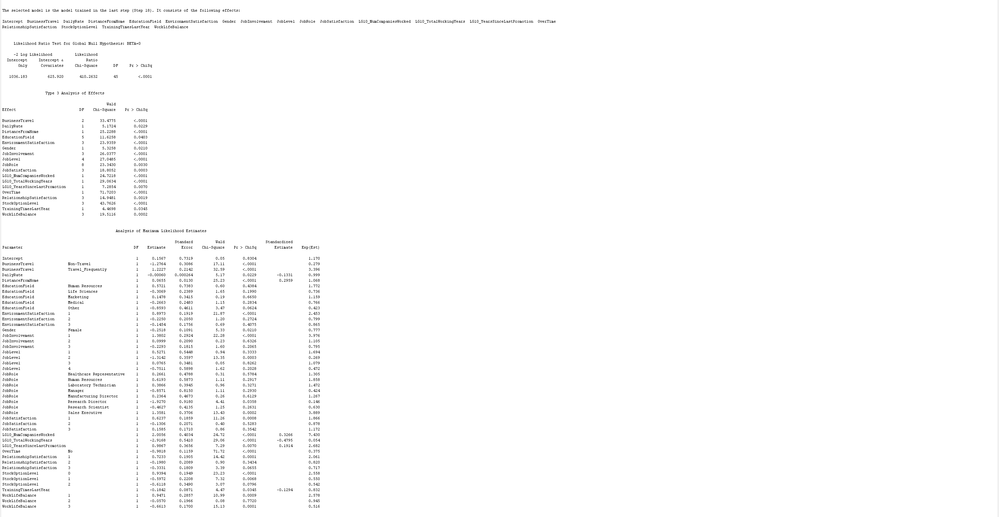 The selected model is the model trained in the last step (Step 18). It consists of the following effects:
Intercept BusinessTravel DailyRate DistanceFromHome EducationField EnvironmentSatisfaction Gender JobInvolvement JobLevel JobRole JobSatisfaction LG10_NumCompaniesWorked LG10_TotalWorkingYears LG10_YearsSinceLastPromotion OverTime
RelationshipSatisfaction StockOptionLevel TrainingTimesLastYear WorkLifeBalance
Likelihood Ratio Test for Global Null Hypothesis: BETA=0
-2 Log Likelihood Likelihood
Intercept Intercept & Ratio
Only Covariates Chi-Square DF Pr > ChiSq
1036.183 625.920 410.2632 45 <.0001
Type 3 Analysis of Effects
Wald
Effect DF Chi-Square Pr > ChiSq
BusinessTravel 2 33.4775 <.0001
DailyRate 1 5.1724 0.0229
DistanceFromHome 1 25.2288 <.0001
EducationField 5 11.6258 0.0403
EnvironmentSatisfaction 3 23.9359 <.0001
Gender 1 5.3258 0.0210
JobInvolvement 3 26.0377 <.0001
JobLevel 4 27.0485 <.0001
JobRole 8 23.3430 0.0030
JobSatisfaction 3 18.8052 0.0003
LG10_NumCompaniesWorked 1 24.7218 <.0001
LG10_TotalWorkingYears 1 29.0634 <.0001
LG10_YearsSinceLastPromotion 1 7.2854 0.0070
OverTime 1 71.7203 <.0001
RelationshipSatisfaction 3 14.9481 0.0019
StockOptionLevel 3 43.7626 <.0001
TrainingTimesLastYear 1 4.4698 0.0345
WorkLifeBalance 3 19.5116 0.0002
Analysis of Maximum Likelihood Estimates
Standard Wald Standardized
Parameter DF Estimate Error Chi-Square Pr > ChiSq Estimate Exp(Est)
Intercept 1 0.1567 0.7319 0.05 0.8304 1.170
BusinessTravel Non-Travel 1 -1.2764 0.3086 17.11 <.0001 0.279
BusinessTravel Travel_Frequently 1 1.2227 0.2142 32.59 <.0001 3.396
DailyRate 1 -0.00060 0.000264 5.17 0.0229 -0.1331 0.999
DistanceFromHome 1 0.0655 0.0130 25.23 <.0001 0.2959 1.068
EducationField Human Resources 1 0.5721 0.7383 0.60 0.4384 1.772
EducationField Life Sciences 1 -0.3069 0.2389 1.65 0.1990 0.736
EducationField Marketing 1 0.1478 0.3415 0.19 0.6650 1.159
EducationField Medical 1 -0.2663 0.2483 1.15 0.2834 0.766
EducationField Other 1 -0.8593 0.4611 3.47 0.0624 0.423
EnvironmentSatisfaction 1 1 0.8973 0.1919 21.87 <.0001 2.453
EnvironmentSatisfaction 2 1 -0.2250 0.2050 1.20 0.2724 0.799
EnvironmentSatisfaction 3 1 -0.1454 0.1756 0.69 0.4075 0.865
Gender Female 1 -0.2518 0.1091 5.33 0.0210 0.777
JobInvolvement 1 1 1.3802 0.2924 22.28 <.0001 3.976
JobInvolvement 2 1 0.0999 0.2090 0.23 0.6326 1.105
JobInvolvement 3 1 -0.2293 0.1815 1.60 0.2065 0.795
JobLevel 1 1 0.5271 0.5448 0.94 0.3333 1.694
JobLevel 2 1 -1.3142 0.3597 13.35 0.0003 0.269
JobLevel 3 1 0.0765 0.3481 0.05 0.8262 1.079
JobLevel 4 1 -0.7511 0.5898 1.62 0.2028 0.472
JobRole Healthcare Representative 1 0.2661 0.4788 0.31 0.5784 1.305
JobRole Human Resources 1 0.6193 0.5873 1.11 0.2917 1.858
JobRole Laboratory Technician 1 0.3866 0.3945 0.96 0.3271 1.472
JobRole Manager 1 -0.8571 0.8150 1.11 0.2930 0.424
JobRole Manufacturing Director 1 0.2364 0.4673 0.26 0.6129 1.267
JobRole Research Director 1 -1.9270 0.9180 4.41 0.0358 0.146
JobRole Research Scientist 1 -0.4627 0.4135 1.25 0.2631 0.630
JobRole Sales Executive 1 1.3581 0.3706 13.43 0.0002 3.889
JobSatisfaction 1 1 0.6237 0.1859 11.26 0.0008 1.866
JobSatisfaction 2 1 -0.1306 0.2071 0.40 0.5283 0.878
JobSatisfaction 3 1 0.1585 0.1710 0.86 0.3542 1.172
LG10_NumCompaniesWorked 1 2.0056 0.4034 24.72 <.0001 0.3266 7.430
LG10_TotalWorkingYears 1 -2.9168 0.5410 29.06 <.0001 -0.4795 0.054
LG10_YearsSinceLastPromotion 1 0.9867 0.3656 7.29 0.0070 0.1914 2.682
OverTime No 1 -0.9818 0.1159 71.72 <.0001 0.375
RelationshipSatisfaction 1 1 0.7233 0.1905 14.42 0.0001 2.061
RelationshipSatisfaction 2 1 -0.1980 0.2089 0.90 0.3434 0.820
RelationshipSatisfaction 3 1 -0.3331 0.1809 3.39 0.0655 0.717
StockOptionLevel 0 1 0.9394 0.1949 23.23 <.0001 2.558
StockOptionLevel 1 1 -0.5972 0.2208 7.32 0.0068 0.550
StockOptionLevel 2 1 -0.6118 0.3490 3.07 0.0796 0.542
TrainingTimesLastYear 1 -0.1842 0.0871 4.47 0.0345 -0.1294 0.832
WorkLifeBalance 1 1 0.9471 0.2857 10.99 0.0009 2.578
WorkLifeBalance 2 1 -0.0570 0.1966 0.08 0.7720 0.945
WorkLifeBalance 3 1 -0.6613 0.1700 15.13 0.0001 0.516